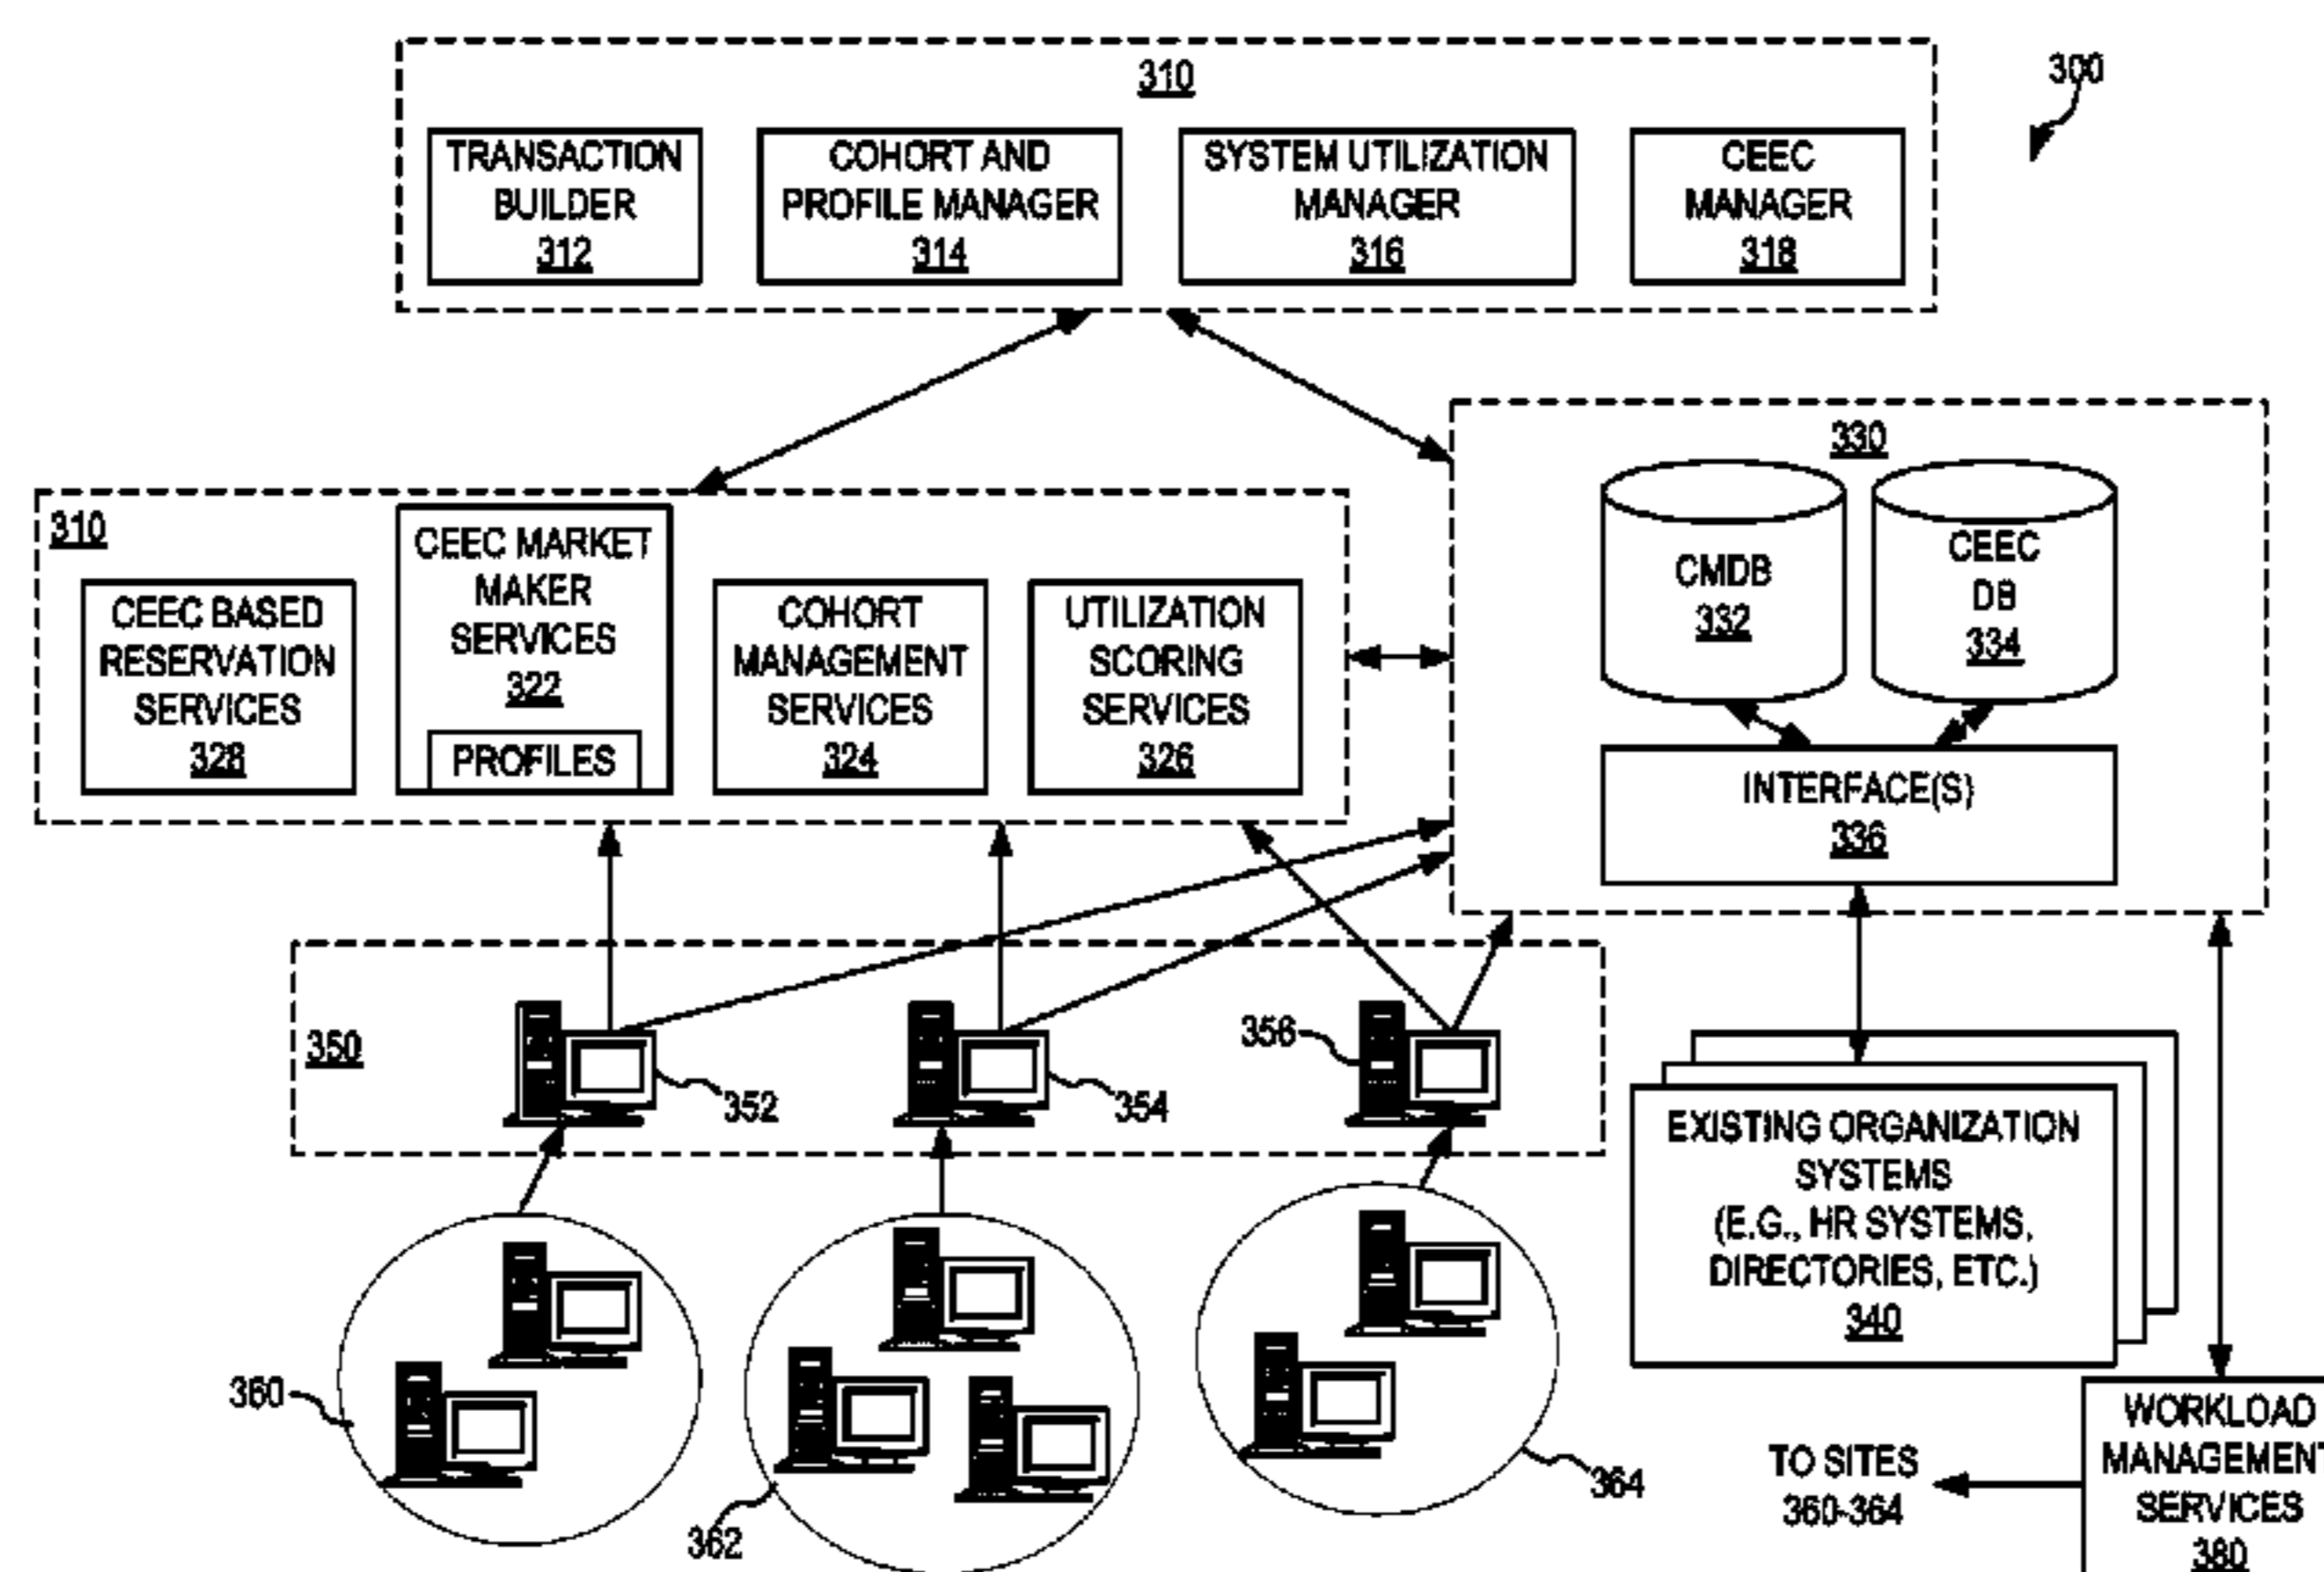 310
300
TRANSACTION
BUILDER
312
COHORT AND
PROFILE MANAGER
314
SYSTEM UTILIZATION
MANAGER
316
CEEC
MANAGER
318
310
CEEC BASED
RESERVATION
SERVICES
328
CEEC MARKET
MAKER
SERVICES
322
PROFILES
COHORT
MANAGEMENT
SERVICES
324
UTILIZATION
SCORING
SERVICES
326
330
CMDB
332
CEEC
DB
334
INTERFACE(S)
336
350
352
354
356
EXISTING ORGANIZATION
SYSTEMS
(E.G., HR SYSTEMS,
DIRECTORIES, ETC.)
340
360
362
364
TO SITES
360-364
WORKLOAD
MANAGEMENT
SERVICES
380